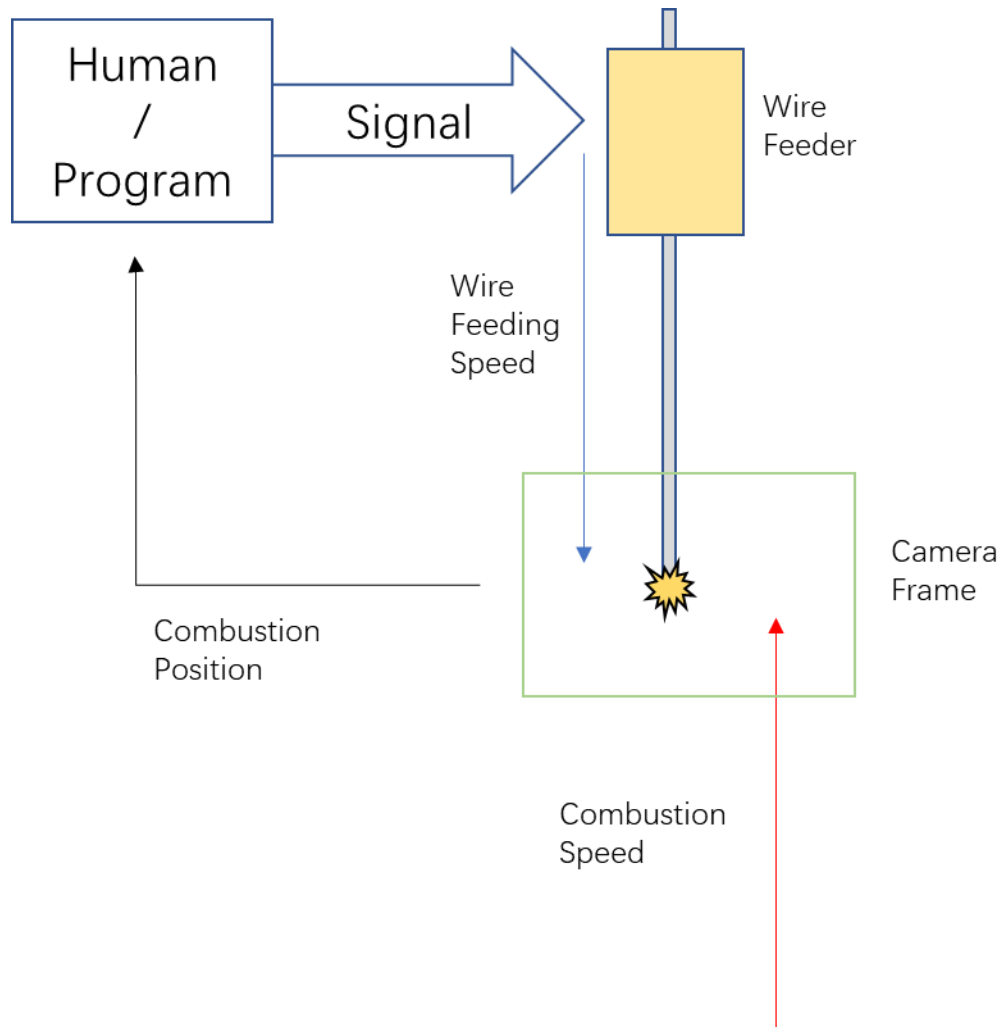 Human
/
Program
Signal
Wire
Feeder
Wire
Feeding
Speed
Camera
Frame
Combustion
Position
Combustion
Speed